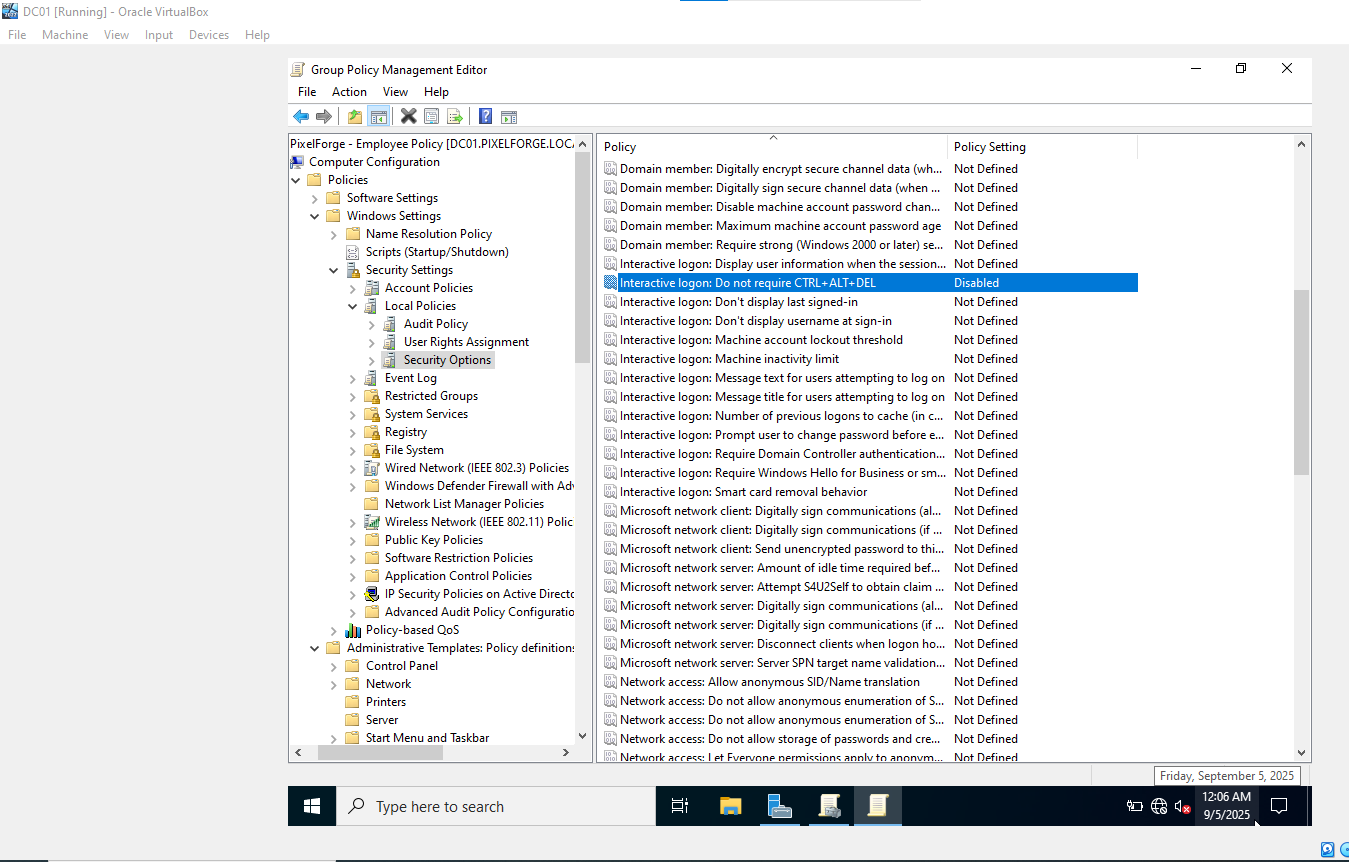 DC01 [Running] - Oracle VirtualBox
File Machine View Input Devices Help
Group Policy Management Editor
File Action View Help
PixelForge - Employee Policy [DC01.PIXELFORGE.LOCA
Computer Configuration
Policies
Software Settings
Windows Settings
Name Resolution Policy
Scripts (Startup/Shutdown)
Security Settings
Account Policies
Local Policies
Audit Policy
User Rights Assignment
Security Options
Event Log
Restricted Groups
System Services
Registry
File System
Wired Network (IEEE 802.3) Policies
Windows Defender Firewall with Adv
Network List Manager Policies
Wireless Network (IEEE 802.11) Polic
Public Key Policies
Software Restriction Policies
Application Control Policies
IP Security Policies on Active Directo
Advanced Audit Policy Configuratio
Policy-based QoS
Administrative Templates: Policy definitions
Control Panel
Network
Printers
Server
Start Menu and Taskbar
Policy Policy Setting
Domain member: Digitally encrypt secure channel data (wh... Not Defined
Domain member: Digitally sign secure channel data (when ... Not Defined
Domain member: Disable machine account password chan... Not Defined
Domain member: Maximum machine account password age Not Defined
Domain member: Require strong (Windows 2000 or later) se... Not Defined
Interactive logon: Display user information when the session... Not Defined
Interactive logon: Do not require CTRL+ALT+DEL Disabled
Interactive logon: Don't display last signed-in Not Defined
Interactive logon: Don't display username at sign-in Not Defined
Interactive logon: Machine account lockout threshold Not Defined
Interactive logon: Machine inactivity limit Not Defined
Interactive logon: Message text for users attempting to log on Not Defined
Interactive logon: Message title for users attempting to log on Not Defined
Interactive logon: Number of previous logons to cache (in c... Not Defined
Interactive logon: Prompt user to change password before e... Not Defined
Interactive logon: Require Domain Controller authentication... Not Defined
Interactive logon: Require Windows Hello for Business or sm... Not Defined
Interactive logon: Smart card removal behavior Not Defined
Microsoft network client: Digitally sign communications (al... Not Defined
Microsoft network client: Digitally sign communications (if ... Not Defined
Microsoft network client: Send unencrypted password to thi... Not Defined
Microsoft network server: Amount of idle time required bef... Not Defined
Microsoft network server: Attempt S4U2Self to obtain claim ... Not Defined
Microsoft network server: Digitally sign communications (al... Not Defined
Microsoft network server: Digitally sign communications (if ... Not Defined
Microsoft network server: Disconnect clients when logon ho... Not Defined
Microsoft network server: Server SPN target name validation... Not Defined
Network access: Allow anonymous SID/Name translation Not Defined
Network access: Do not allow anonymous enumeration of S... Not Defined
Network access: Do not allow anonymous enumeration of S... Not Defined
Network access: Do not allow storage of passwords and cre... Not Defined
Network access: Let Everyone permissions apply to anonym... Not Defined
Friday, September 5, 2025
Type here to search
12:06 AM
9/5/2025